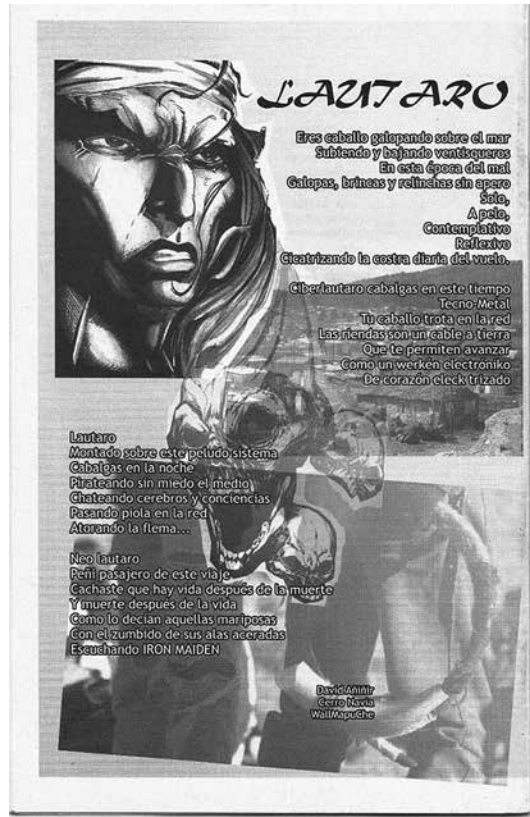 LAUTARO
Eres caballo galopando sobre el mar
Subiendo y bajando ventisqueros
En esta época del mal
Galopas, brincas y relinchas sin apero
Solo,
A pelo,
Contemplativo
Reflexivo
Cicatrizando la costra diaria del vuelo.
Ciberlautaro cabalgas en este tiempo
Tecno-Metal
Tu caballo trota en la red
Las riendas son un cable a tierra
Que te permiten avanzar
Como un werkén electróniko
De corazón eleck trizado
Lautaro
Montado sobre este peludo sistema
Cabalgas en la noche
Pirateando sin miedo el medio
Chateando cerebros y conciencias
Pasando piola en la red
Atorando la flema...
Neo lautaro
Peñi pasajero de este viaje
Cachaste que hay vida después de la muerte
Y muerte después de la vida
Como lo decían aquellas mariposas
Con el zumbido de sus alas aceradas
Escuchando IRON MAIDEN
David Añiñir
Cerro Navia
WallMapuChe